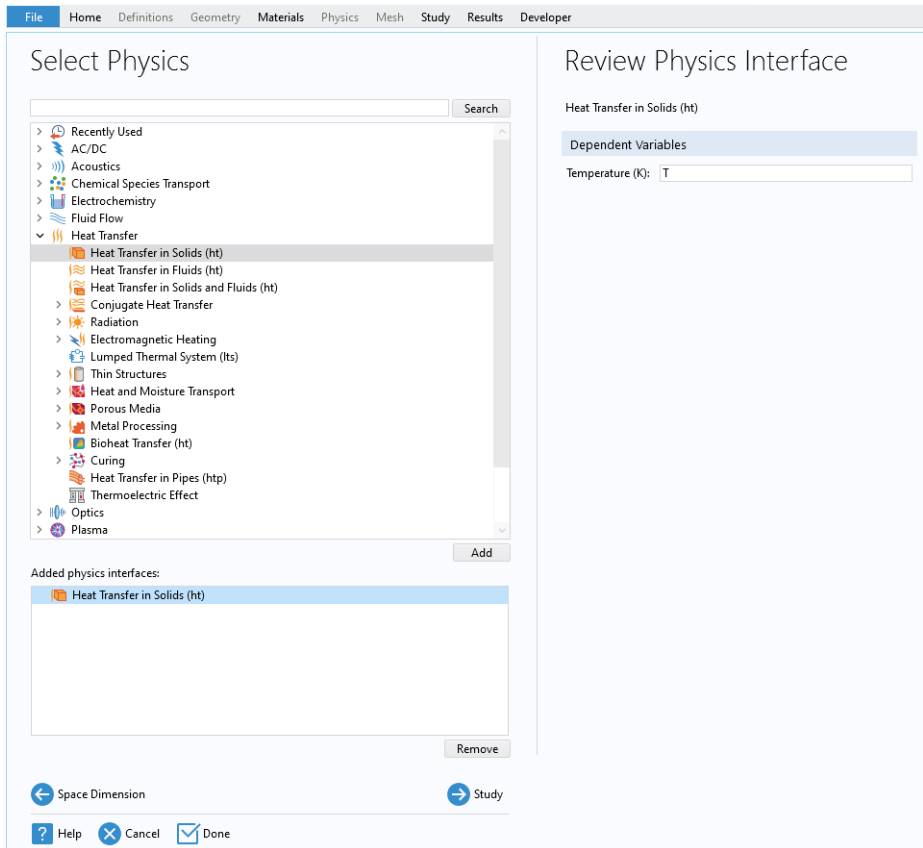 File Home Definitions Geometry Materials Physics Mesh Study Results Developer
Select Physics
Search
Recently Used
AC/DC
Acoustics
Chemical Species Transport
Electrochemistry
Fluid Flow
Heat Transfer
Heat Transfer in Solids (ht)
Heat Transfer in Fluids (ht)
Heat Transfer in Solids and Fluids (ht)
Conjugate Heat Transfer
Radiation
Electromagnetic Heating
Lumped Thermal System (lts)
Thin Structures
Heat and Moisture Transport
Porous Media
Metal Processing
Bioheat Transfer (ht)
Curing
Heat Transfer in Pipes (htp)
Thermoelectric Effect
Optics
Plasma
Add
Added physics interfaces:
Heat Transfer in Solids (ht)
Remove
Space Dimension
Study
? Help Cancel Done
Review Physics Interface
Heat Transfer in Solids (ht)
Dependent Variables
Temperature (K): T